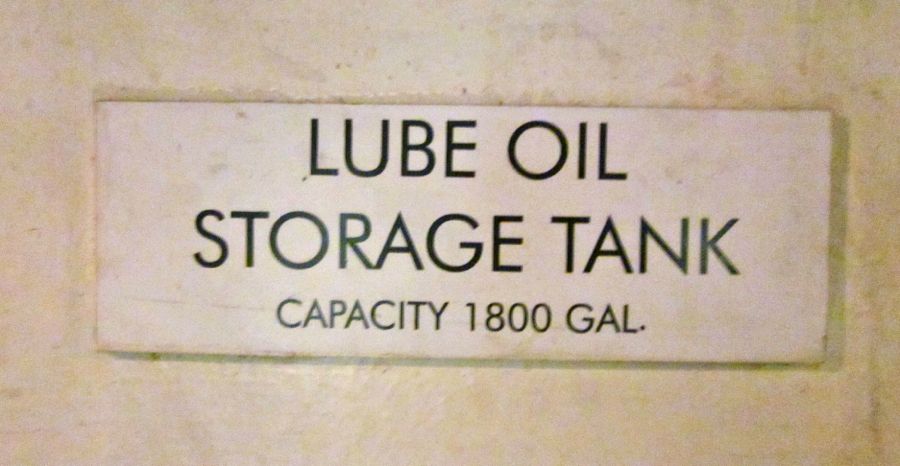 LUBE OIL
STORAGE TANK
CAPACITY 1800 GAL.